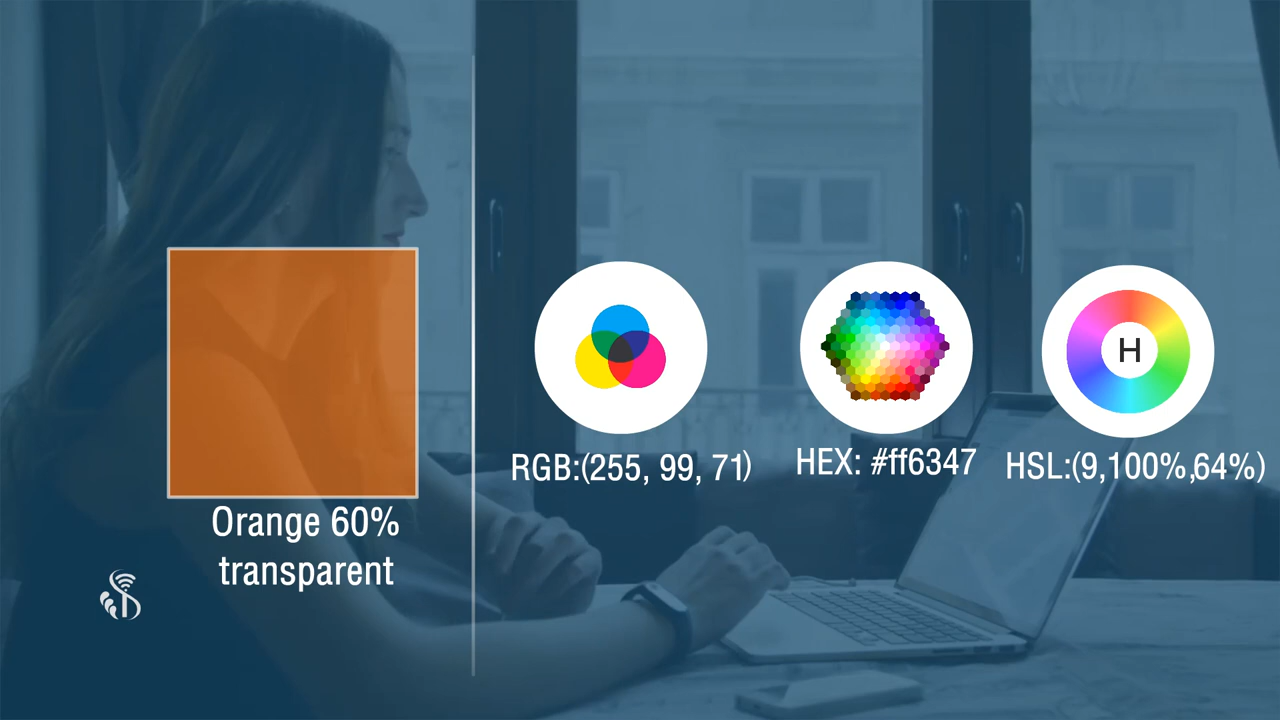 H
RGB:(255, 99, 71)
HEX: #ff6347
HSL:(9,100%,64%)
Orange 60%
transparent